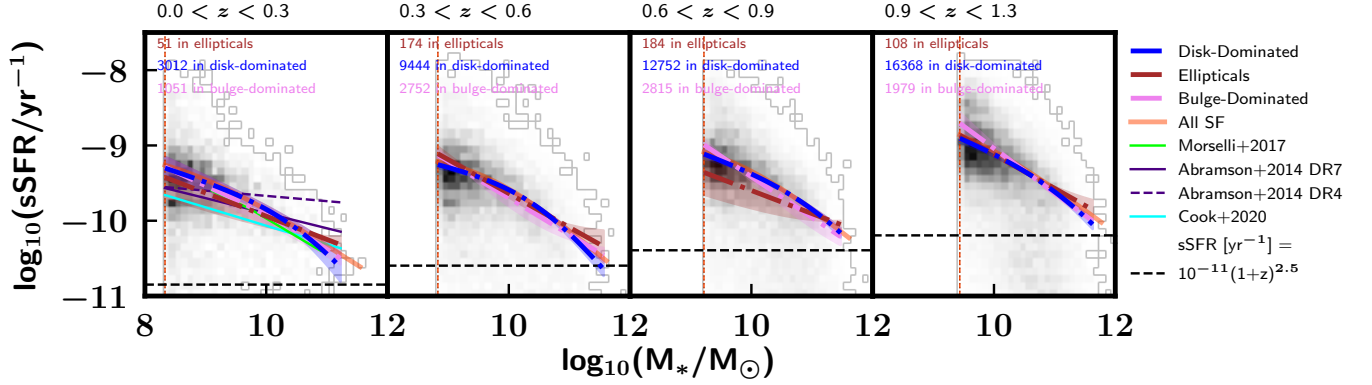 0.0 < z < 0.3
0.3 < z < 0.6
0.6 < z < 0.9
0.9 < z < 1.3
51 in ellipticals
3012 in disk-dominated
1051 in bulge-dominated
174 in ellipticals
9444 in disk-dominated
2752 in bulge-dominated
184 in ellipticals
12752 in disk-dominated
2815 in bulge-dominated
108 in ellipticals
16368 in disk-dominated
1979 in bulge-dominated
log₁₀(sSFR/yr⁻¹)
−8
−9
−10
−11
8 10 12 10 12 10 12 10 12
log₁₀(M∗/M⊙)
Disk-Dominated
Ellipticals
Bulge-Dominated
All SF
Morselli+2017
Abramson+2014 DR7
Abramson+2014 DR4
Cook+2020
sSFR [yr⁻¹] =
10⁻¹¹(1+z)²·⁵